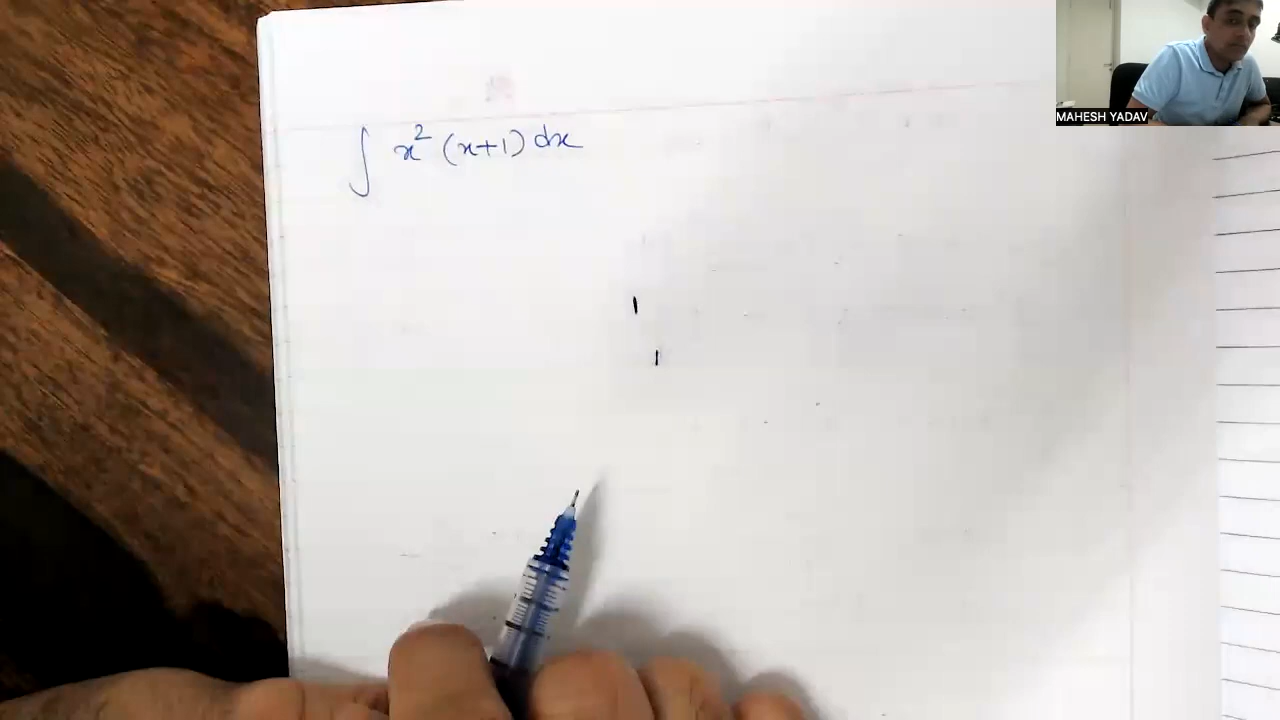 ∫ x² (x+1) dx
MAHESH YADAV